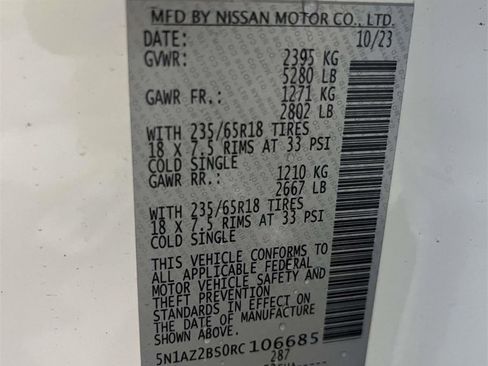 MFD BY NISSAN MOTOR CO., LTD.
DATE: 10/23
GVWR: 2395 KG
5280 LB
GAWR FR.: 1271 KG
2802 LB
WITH 235/65R18 TIRES
18 X 7.5 RIMS AT 33 PSI
COLD SINGLE
GAWR RR.: 1210 KG
2667 LB
WITH 235/65R18 TIRES
18 X 7.5 RIMS AT 33 PSI
COLD SINGLE
THIS VEHICLE CONFORMS TO
ALL APPLICABLE FEDERAL
MOTOR VEHICLE SAFETY AND
THEFT PREVENTION
STANDARDS IN EFFECT ON
THE DATE OF MANUFACTURE
SHOWN ABOVE.
5N1AZ2BS0RC106685
287